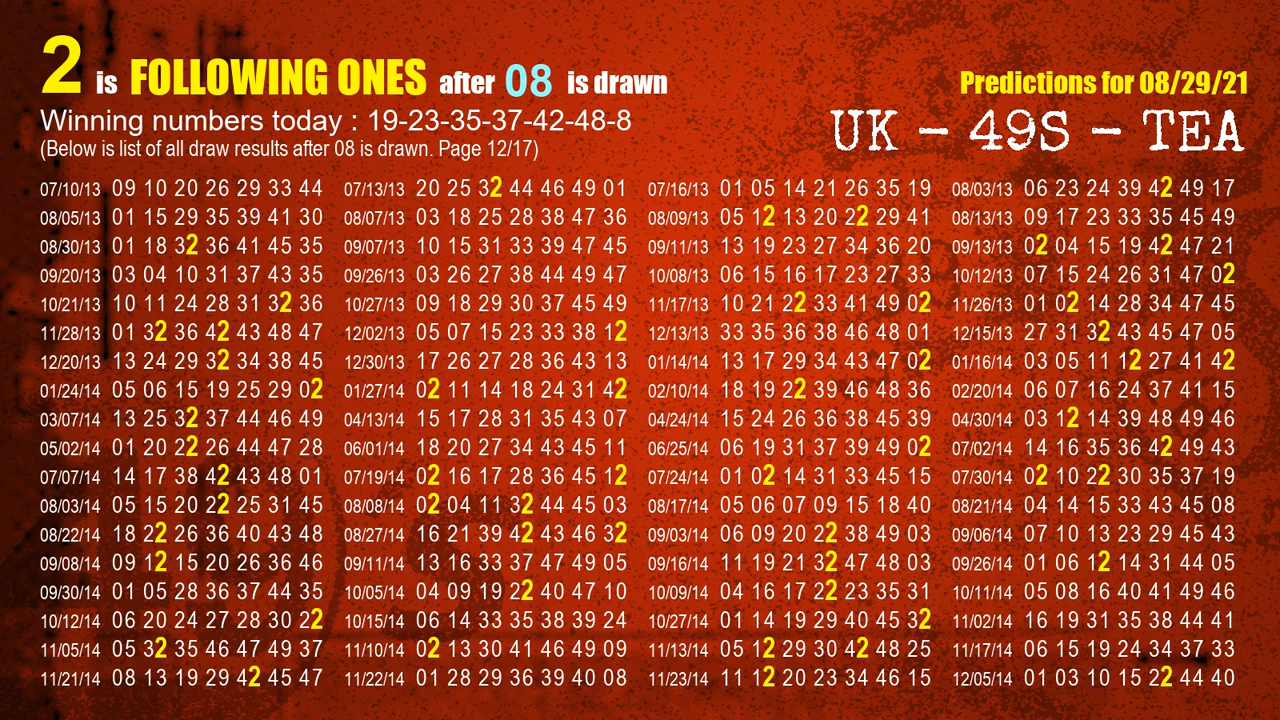 2 is FOLLOWING ONES after 08 is drawn
Predictions for 08/29/21
Winning numbers today : 19-23-35-37-42-48-8
UK - 49S - TEA
(Below is list of all draw results after 08 is drawn. Page 12/17)
07/10/13 09 10 20 26 29 33 44 07/13/13 20 25 32 44 46 49 01 07/16/13 01 05 14 21 26 35 19 08/03/13 06 23 24 39 42 49 17
08/05/13 01 15 29 35 39 41 30 08/07/13 03 18 25 28 38 47 36 08/09/13 05 12 13 20 22 29 41 08/13/13 09 17 23 33 35 45 49
08/30/13 01 18 32 36 41 45 35 09/07/13 10 15 31 33 39 47 45 09/11/13 13 19 23 27 34 36 20 09/13/13 02 04 15 19 42 47 21
09/20/13 03 04 10 31 37 43 35 09/26/13 03 26 27 38 44 49 47 10/08/13 06 15 16 17 23 27 33 10/12/13 07 15 24 26 31 47 02
10/21/13 10 11 24 28 31 32 36 10/27/13 09 18 29 30 37 45 49 11/17/13 10 21 22 33 41 49 02 11/26/13 01 02 14 28 34 47 45
11/28/13 01 32 36 42 43 48 47 12/02/13 05 07 15 23 33 38 12 12/13/13 33 35 36 38 46 48 01 12/15/13 27 31 32 43 45 47 05
12/20/13 13 24 29 32 34 38 45 12/30/13 17 26 27 28 36 43 13 01/14/14 13 17 29 34 43 47 02 01/16/14 03 05 11 12 27 41 42
01/24/14 05 06 15 19 25 29 02 01/27/14 02 11 14 18 24 31 42 02/10/14 18 19 22 39 46 48 36 02/20/14 06 07 16 24 37 41 15
03/07/14 13 25 32 37 44 46 49 04/13/14 15 17 28 31 35 43 07 04/24/14 15 24 26 36 38 45 39 04/30/14 03 12 14 39 48 49 46
05/02/14 01 20 22 26 44 47 28 06/01/14 18 20 27 34 43 45 11 06/25/14 06 19 31 37 39 49 02 07/02/14 14 16 35 36 42 49 43
07/07/14 14 17 38 42 43 48 01 07/19/14 02 16 17 28 36 45 12 07/24/14 01 02 14 31 33 45 15 07/30/14 02 10 22 30 35 37 19
08/03/14 05 15 20 22 25 31 45 08/08/14 02 04 11 32 44 45 03 08/17/14 05 06 07 09 15 18 40 08/21/14 04 14 15 33 43 45 08
08/22/14 18 22 26 36 40 43 48 08/27/14 16 21 39 42 43 46 32 09/03/14 06 09 20 22 38 49 03 09/06/14 07 10 13 23 29 45 43
09/08/14 09 12 15 20 26 36 46 09/11/14 13 16 33 37 47 49 05 09/16/14 11 19 21 32 47 48 03 09/26/14 01 06 12 14 31 44 05
09/30/14 01 05 28 36 37 44 35 10/05/14 04 09 19 22 40 47 10 10/09/14 04 16 17 22 23 35 31 10/11/14 05 08 16 40 41 49 46
10/12/14 06 20 24 27 28 30 22 10/15/14 06 14 33 35 38 39 24 10/27/14 01 14 19 29 40 45 32 11/02/14 16 19 31 35 38 44 41
11/05/14 05 32 35 46 47 49 37 11/10/14 02 13 30 41 46 49 09 11/13/14 05 12 29 30 42 48 25 11/17/14 06 15 19 24 34 37 33
11/21/14 08 13 19 29 42 45 47 11/22/14 01 28 29 36 39 40 08 11/23/14 11 12 20 23 34 46 15 12/05/14 01 03 10 15 22 44 40